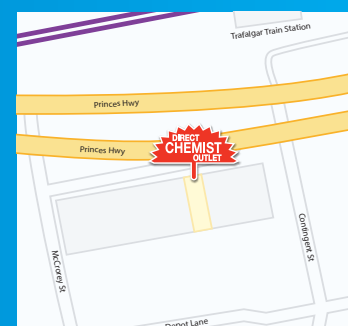 Trafalgar Train Station
Princes Hwy
Princes Hwy
DIRECT
CHEMIST
OUTLET
McCrorey St
Contingent St
Depot Lane